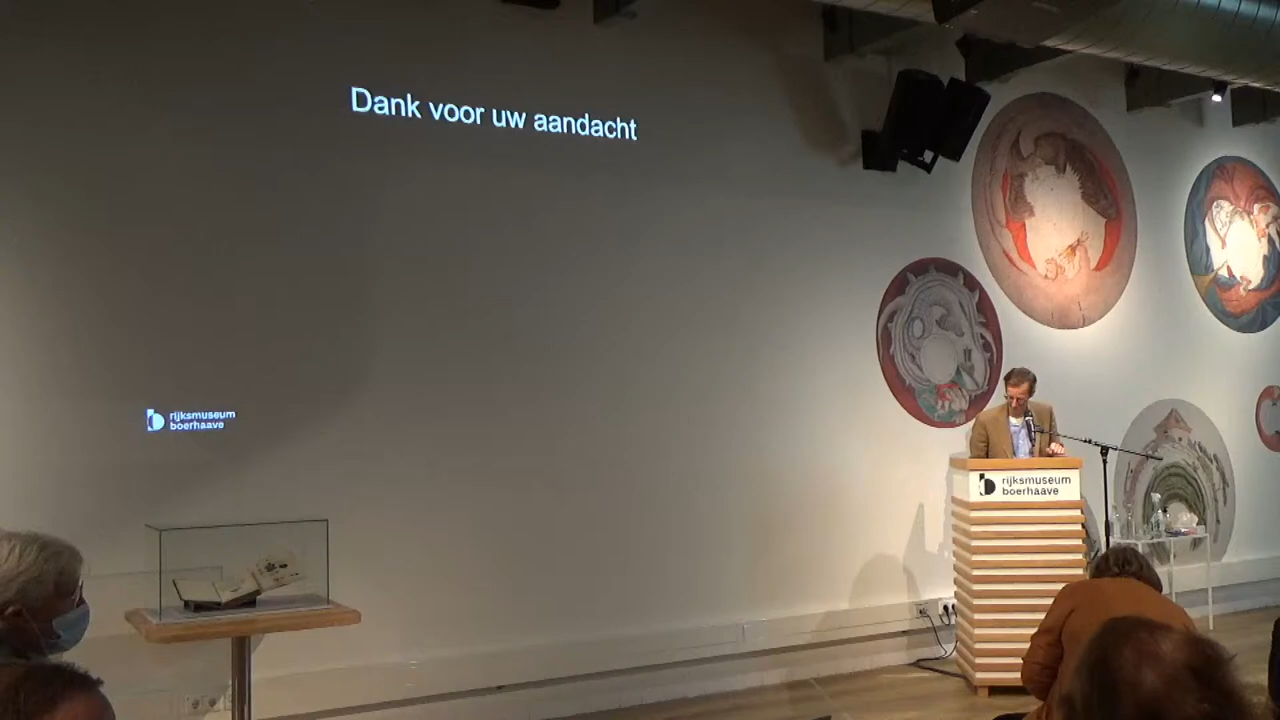 Dank voor uw aandacht
rijksmuseum
boerhaave
rijksmuseum
boerhaave